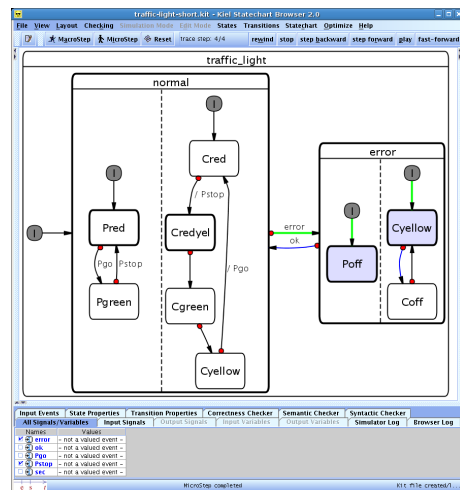 traffic-light-short.kit - Kiel Statechart Browser 2.0
File View Layout Checking Simulation Mode Edit Mode States Transitions Statechart Optimize Help
MacroStep MicroStep Reset trace step: 4/4 rewind stop step backward step forward play fast-forward
traffic_light
normal
I
Cred
error
I
I
I
/ Pstop
Pred
Credyel
Cyellow
I
error
ok
Pgo Pstop
/ Pgo
Poff
Pgreen
Cgreen
Coff
Cyellow
Input Events State Properties Transition Properties Correctness Checker Semantic Checker Syntactic Checker
All Signals/Variables Input Signals Output Signals Input Variables Output Variables Simulator Log Browser Log
Names Values
error - not a valued event -
ok - not a valued event -
Pgo - not a valued event -
Pstop - not a valued event -
sec - not a valued event -
MicroStep completed Kit file created/l...